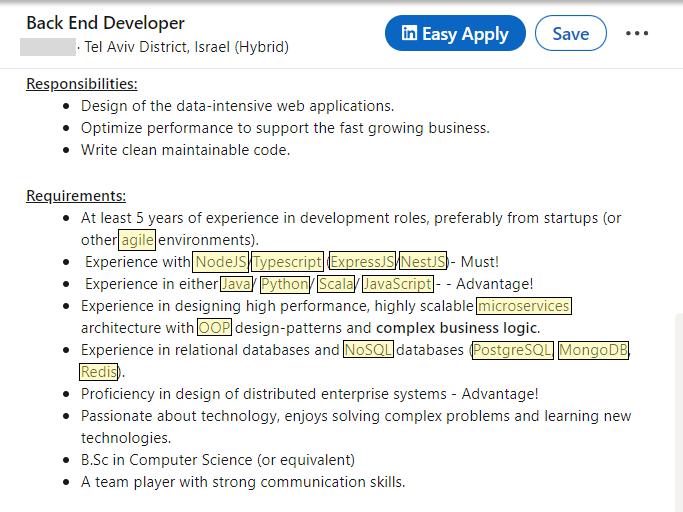 Back End Developer
· Tel Aviv District, Israel (Hybrid)
in Easy Apply
Save
Responsibilities:
• Design of the data-intensive web applications.
• Optimize performance to support the fast growing business.
• Write clean maintainable code.
Requirements:
• At least 5 years of experience in development roles, preferably from startups (or
other agile environments).
• Experience with NodeJS/Typescript (ExpressJS/NestJS)- Must!
• Experience in either Java/ Python/ Scala/ JavaScript - - Advantage!
• Experience in designing high performance, highly scalable microservices
architecture with OOP design-patterns and complex business logic.
• Experience in relational databases and NoSQL databases (PostgreSQL, MongoDB,
Redis).
• Proficiency in design of distributed enterprise systems - Advantage!
• Passionate about technology, enjoys solving complex problems and learning new
technologies.
• B.Sc in Computer Science (or equivalent)
• A team player with strong communication skills.